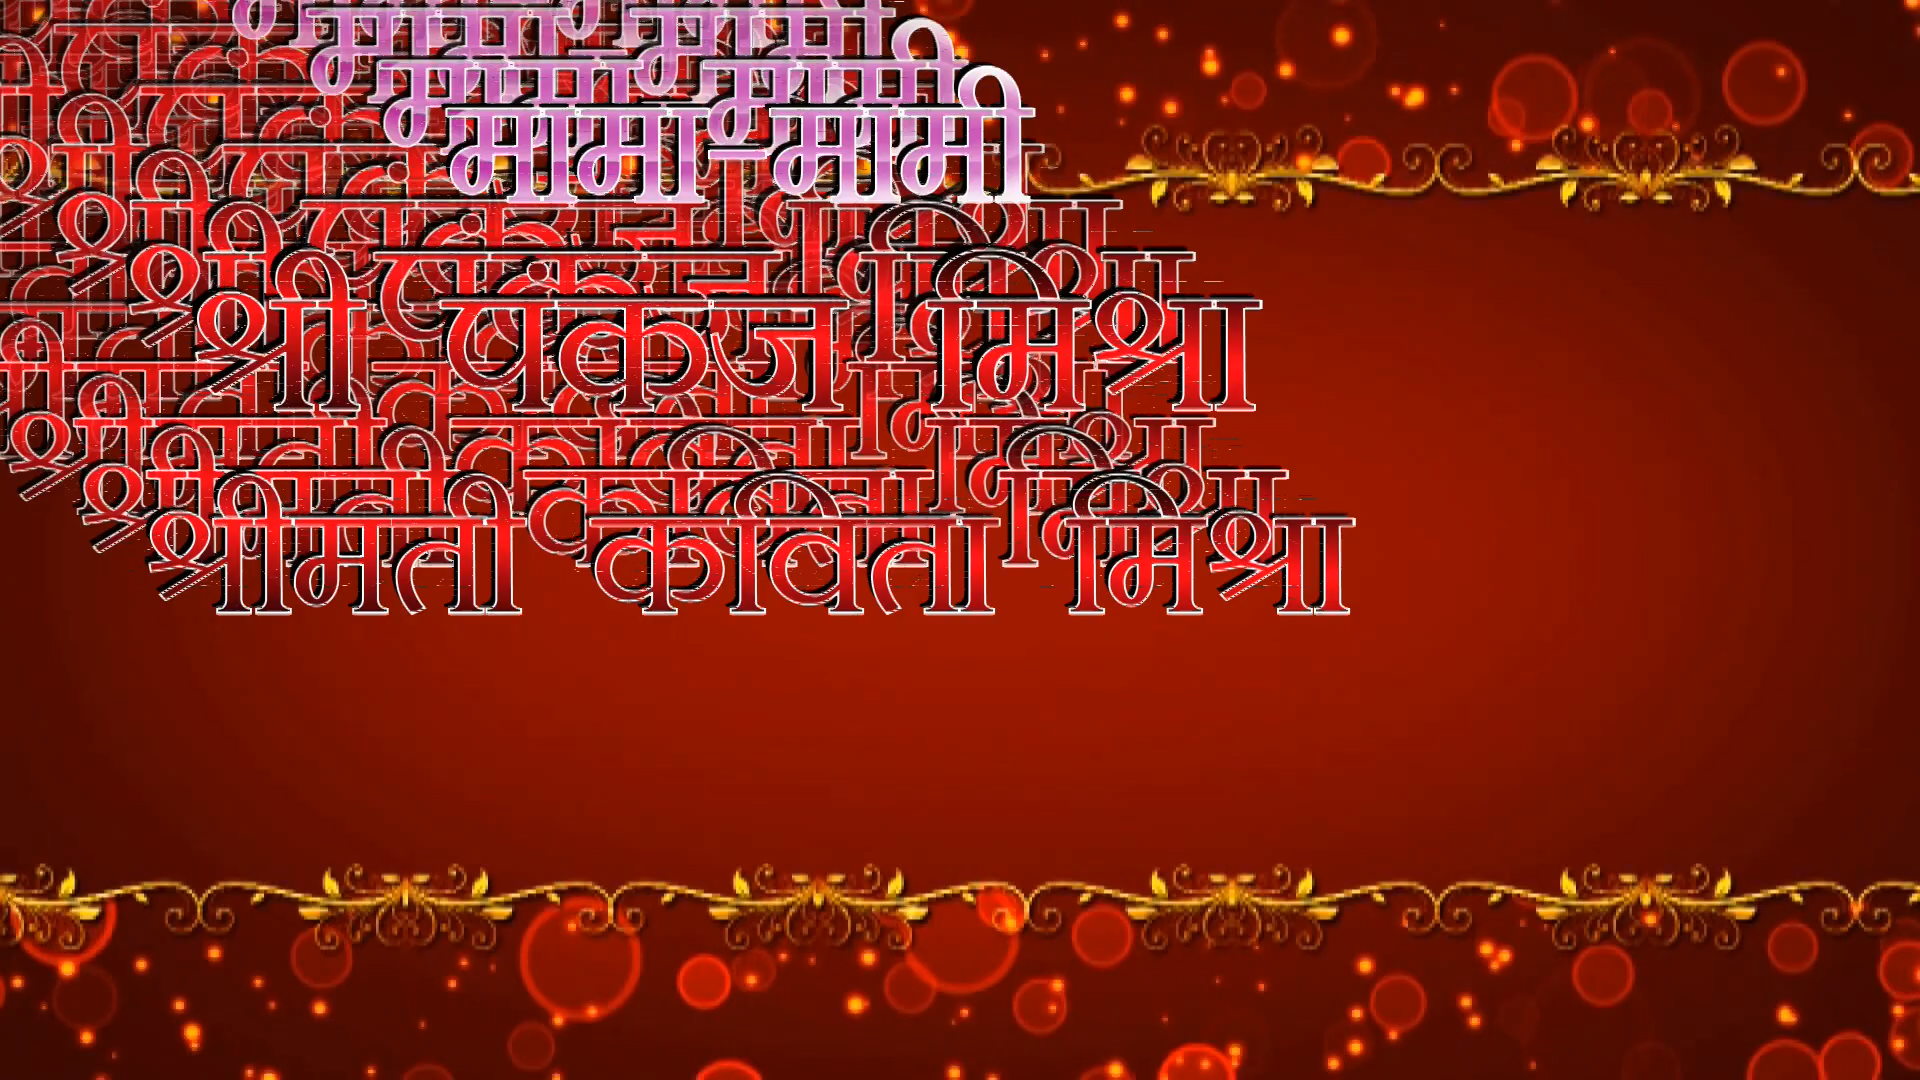 मामा-मामी
श्री पंकज मिश्रा
श्रीमती कविता मिश्रा